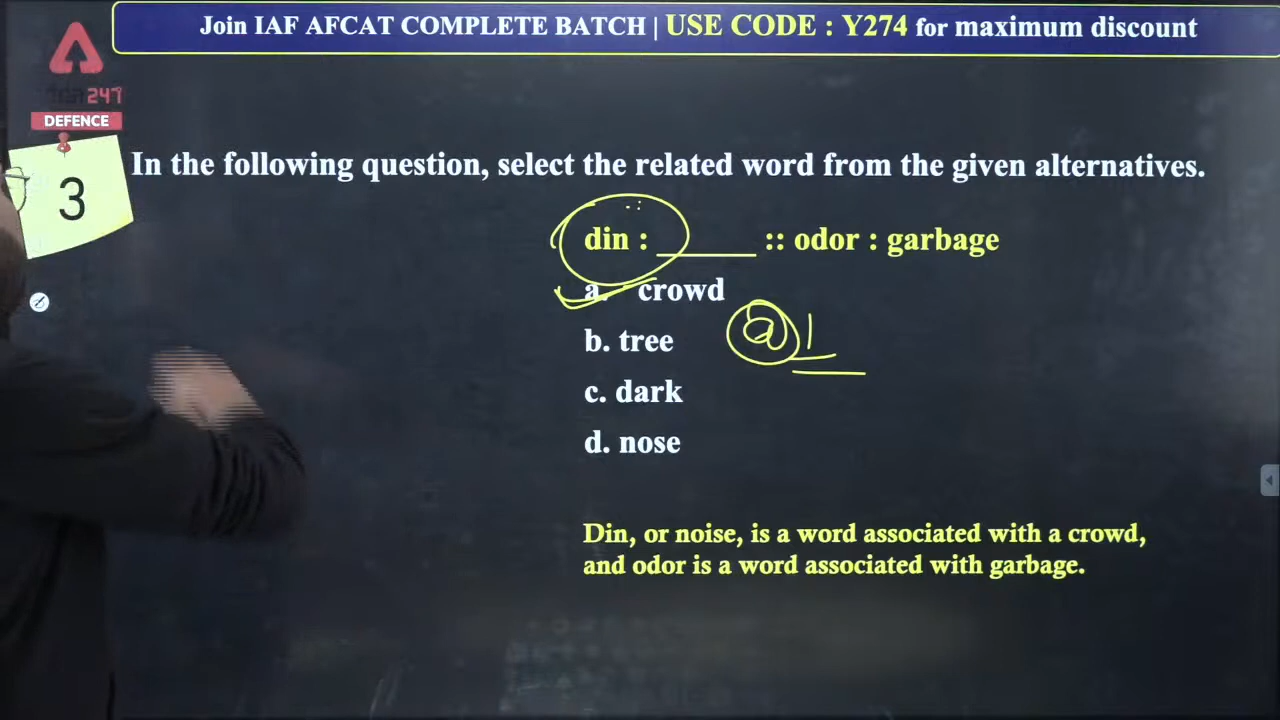 Join IAF AFCAT COMPLETE BATCH | USE CODE : Y274 for maximum discount
247
DEFENCE
3
In the following question, select the related word from the given alternatives.
din : ______ :: odor : garbage
a. crowd
b. tree
a
c. dark
d. nose
Din, or noise, is a word associated with a crowd,
and odor is a word associated with garbage.